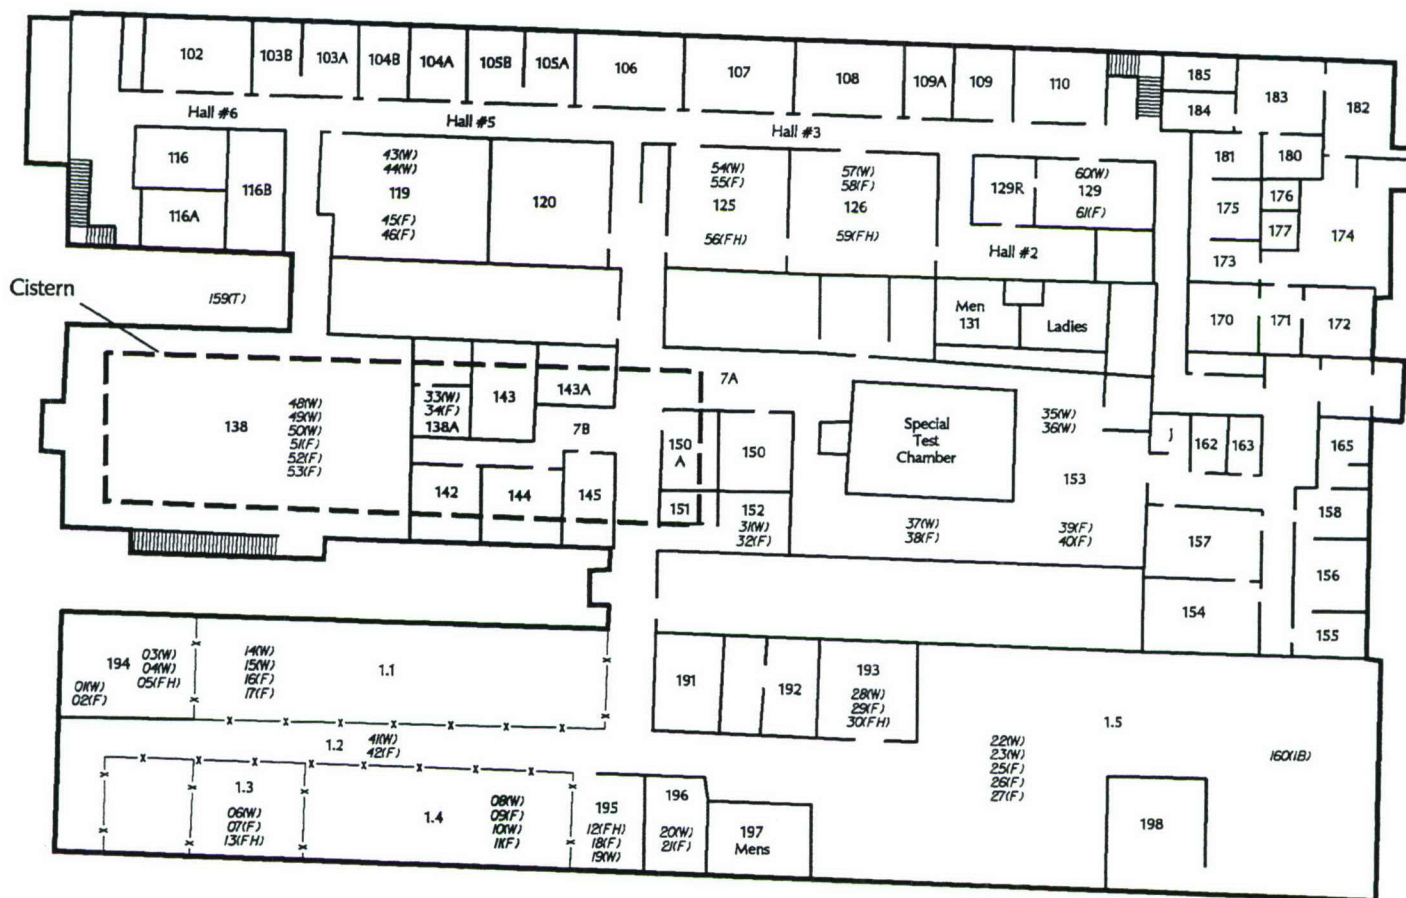 102
103B
103A
104B
104A
105B
105A
106
107
108
109A
109
110
185
184
183
182
Hall #6
Hall #5
Hall #3
116
116A
116B
43(W)
44(W)
119
45(F)
46(F)
120
54(W)
55(F)
125
56(FH)
57(W)
58(F)
126
59(FH)
129R
60(W)
129
61(F)
Hall #2
181
180
176
175
177
174
173
Cistern
159(T)
Men
131
Ladies
170
171
172
138
48(W)
49(W)
50(W)
51(F)
52(F)
53(F)
33(W)
34(F)
138A
143
143A
7A
7B
142
144
145
150
A
150
151
152
31(W)
32(F)
Special
Test
Chamber
35(W)
36(W)
153
37(W)
38(F)
39(F)
40(F)
162
163
165
158
157
156
154
155
194
03(W)
04(W)
05(FH)
01(W)
02(F)
14(W)
15(W)
16(F)
17(F)
1.1
191
192
193
28(W)
29(F)
30(FH)
1.5
1.2
41(W)
42(F)
22(W)
23(W)
25(F)
26(F)
27(F)
160(IB)
1.3
06(W)
07(F)
13(FH)
1.4
08(W)
09(F)
10(W)
11(F)
195
12(FH)
18(F)
19(W)
196
20(W)
21(F)
197
Mens
198